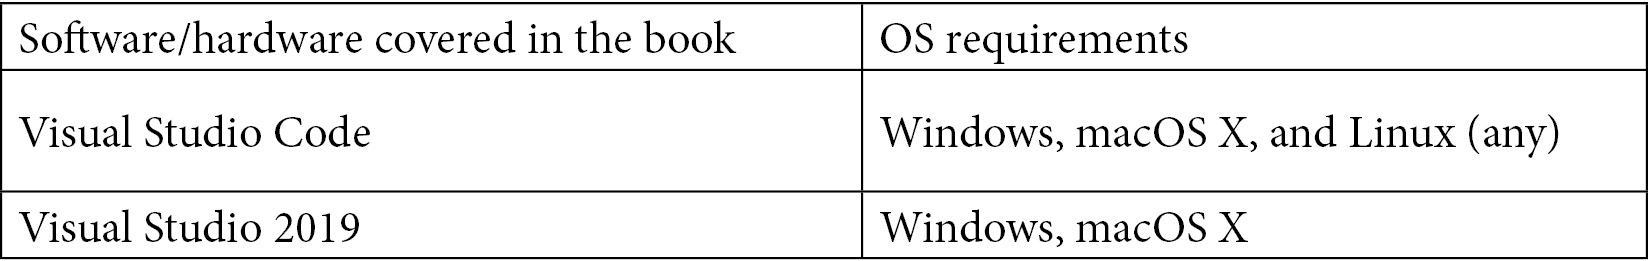 Software/hardware covered in the book
OS requirements
Visual Studio Code
Windows, macOS X, and Linux (any)
Visual Studio 2019
Windows, macOS X